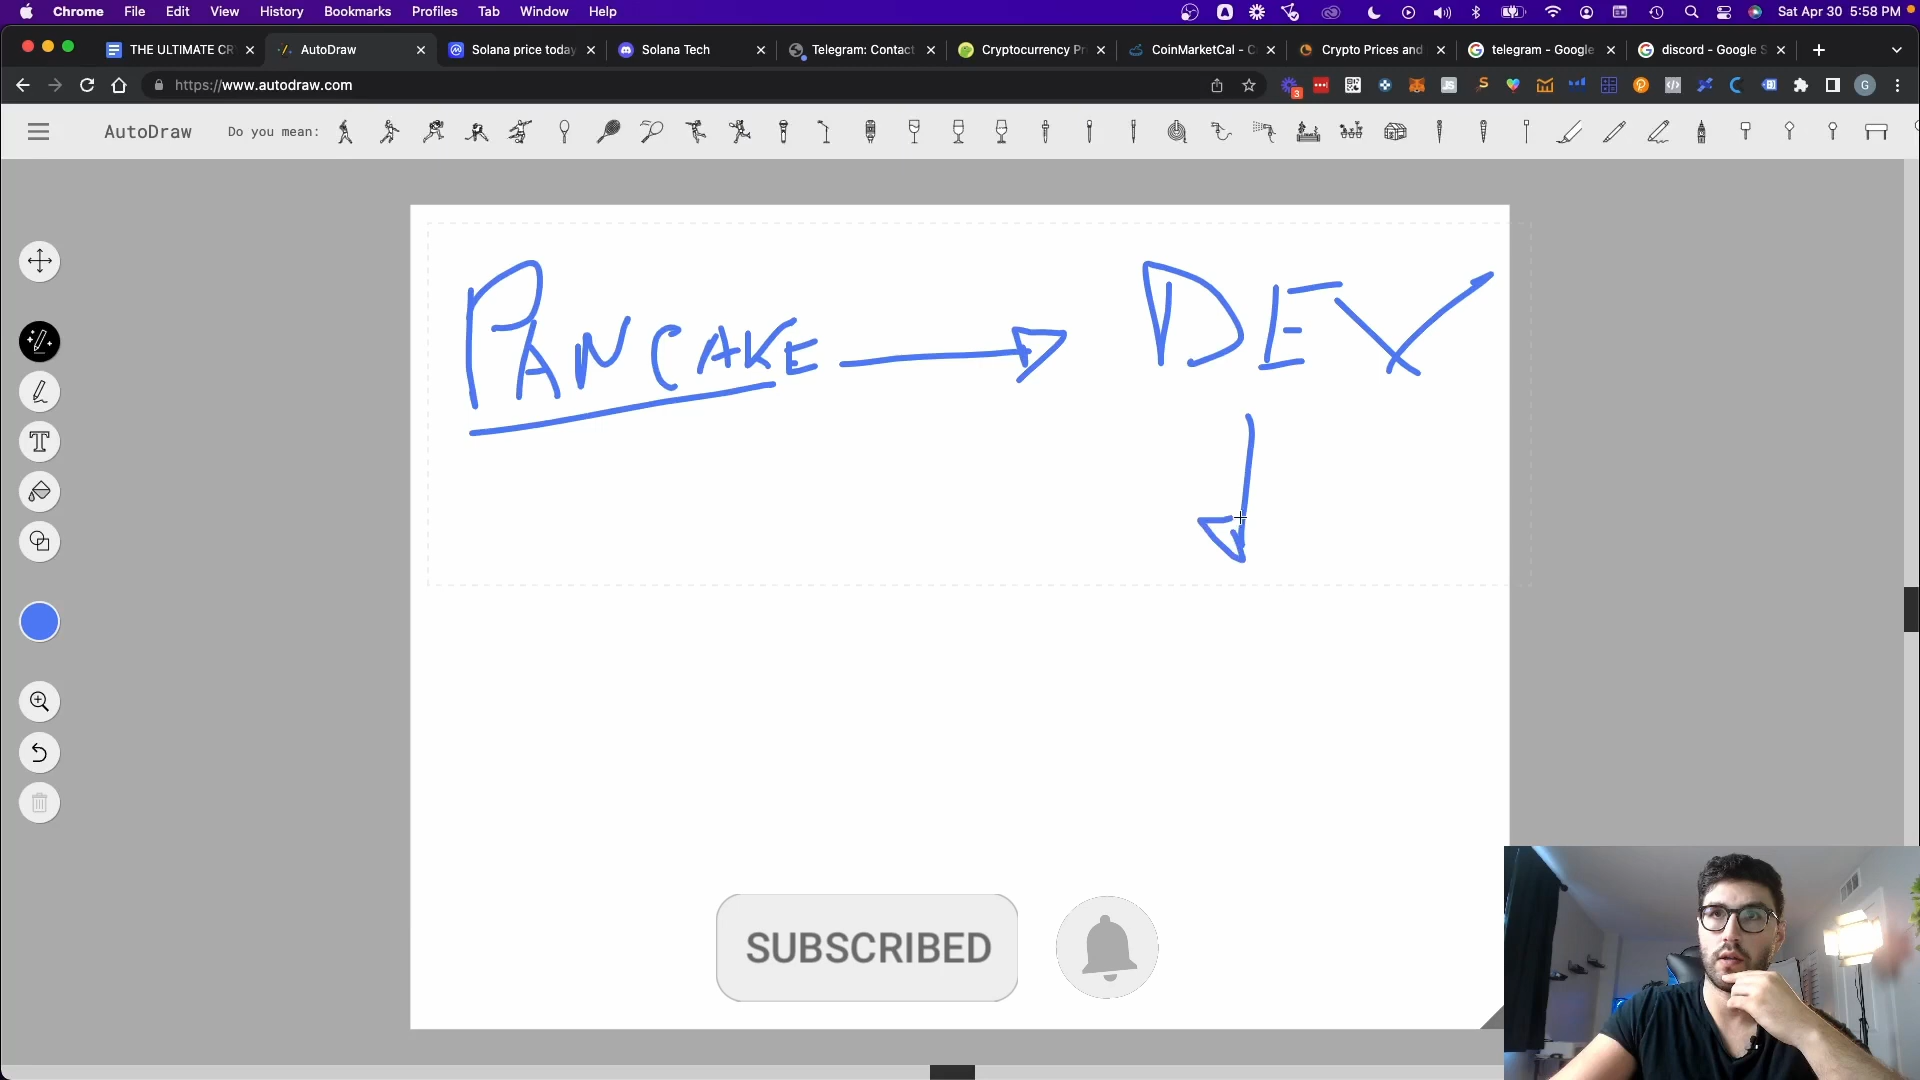 Chrome File Edit View History Bookmarks Profiles Tab Window Help Sat Apr 30 5:58 PM
THE ULTIMATE CR AutoDraw Solana price today Solana Tech Telegram: Contact Cryptocurrency Pr CoinMarketCal - C Crypto Prices and telegram - Google discord - Google S
https://www.autodraw.com
AutoDraw Do you mean:
PANCAKE DEX
SUBSCRIBED